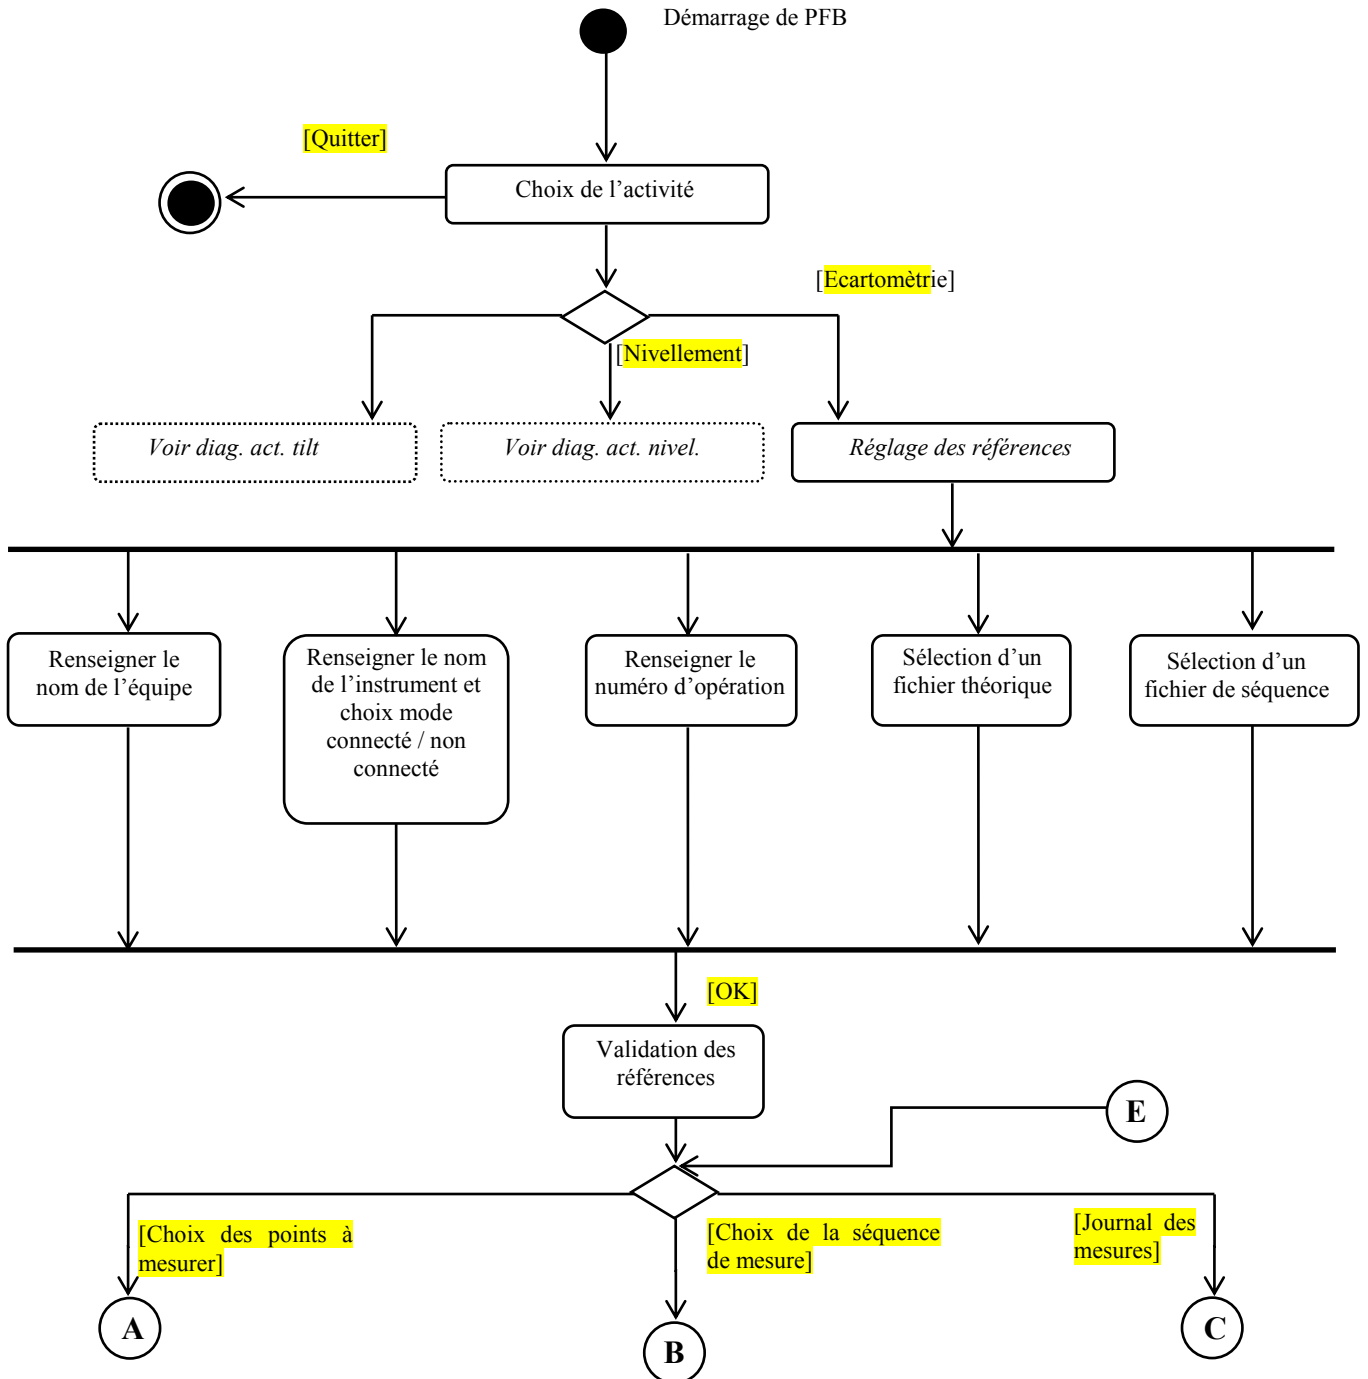 Démarrage de PFB
[Quitter]
Choix de l’activité
[Ecartomètrie]
[Nivellement]
Voir diag. act. tilt
Voir diag. act. nivel.
Réglage des références
Renseigner le
nom de l’équipe
Renseigner le nom
de l’instrument et
choix mode
connecté / non
connecté
Renseigner le
numéro d’opération
Sélection d’un
fichier théorique
Sélection d’un
fichier de séquence
[OK]
Validation des
références
E
[Choix des points à
mesurer]
[Choix de la séquence
de mesure]
[Journal des
mesures]
A
B
C